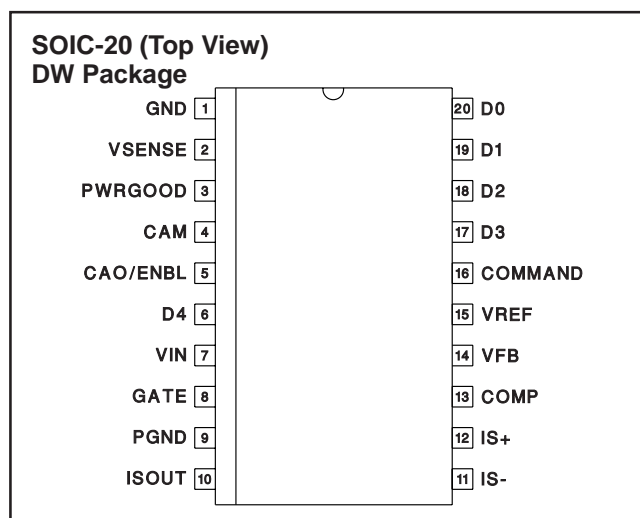 SOIC-20 (Top View)
DW Package
GND 1 20 D0
VSENSE 2 19 D1
PWRGOOD 3 18 D2
CAM 4 17 D3
CAO/ENBL 5 16 COMMAND
D4 6 15 VREF
VIN 7 14 VFB
GATE 8 13 COMP
PGND 9 12 IS+
ISOUT 10 11 IS-